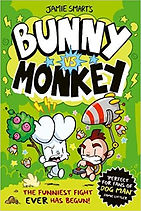 JAMIE SMART'S
BUNNY
VS
MONKEY
THE FUNNIEST FIGHT
EVER HAS BEGUN!
"PERFECT
FOR FANS OF
DOG MAN"